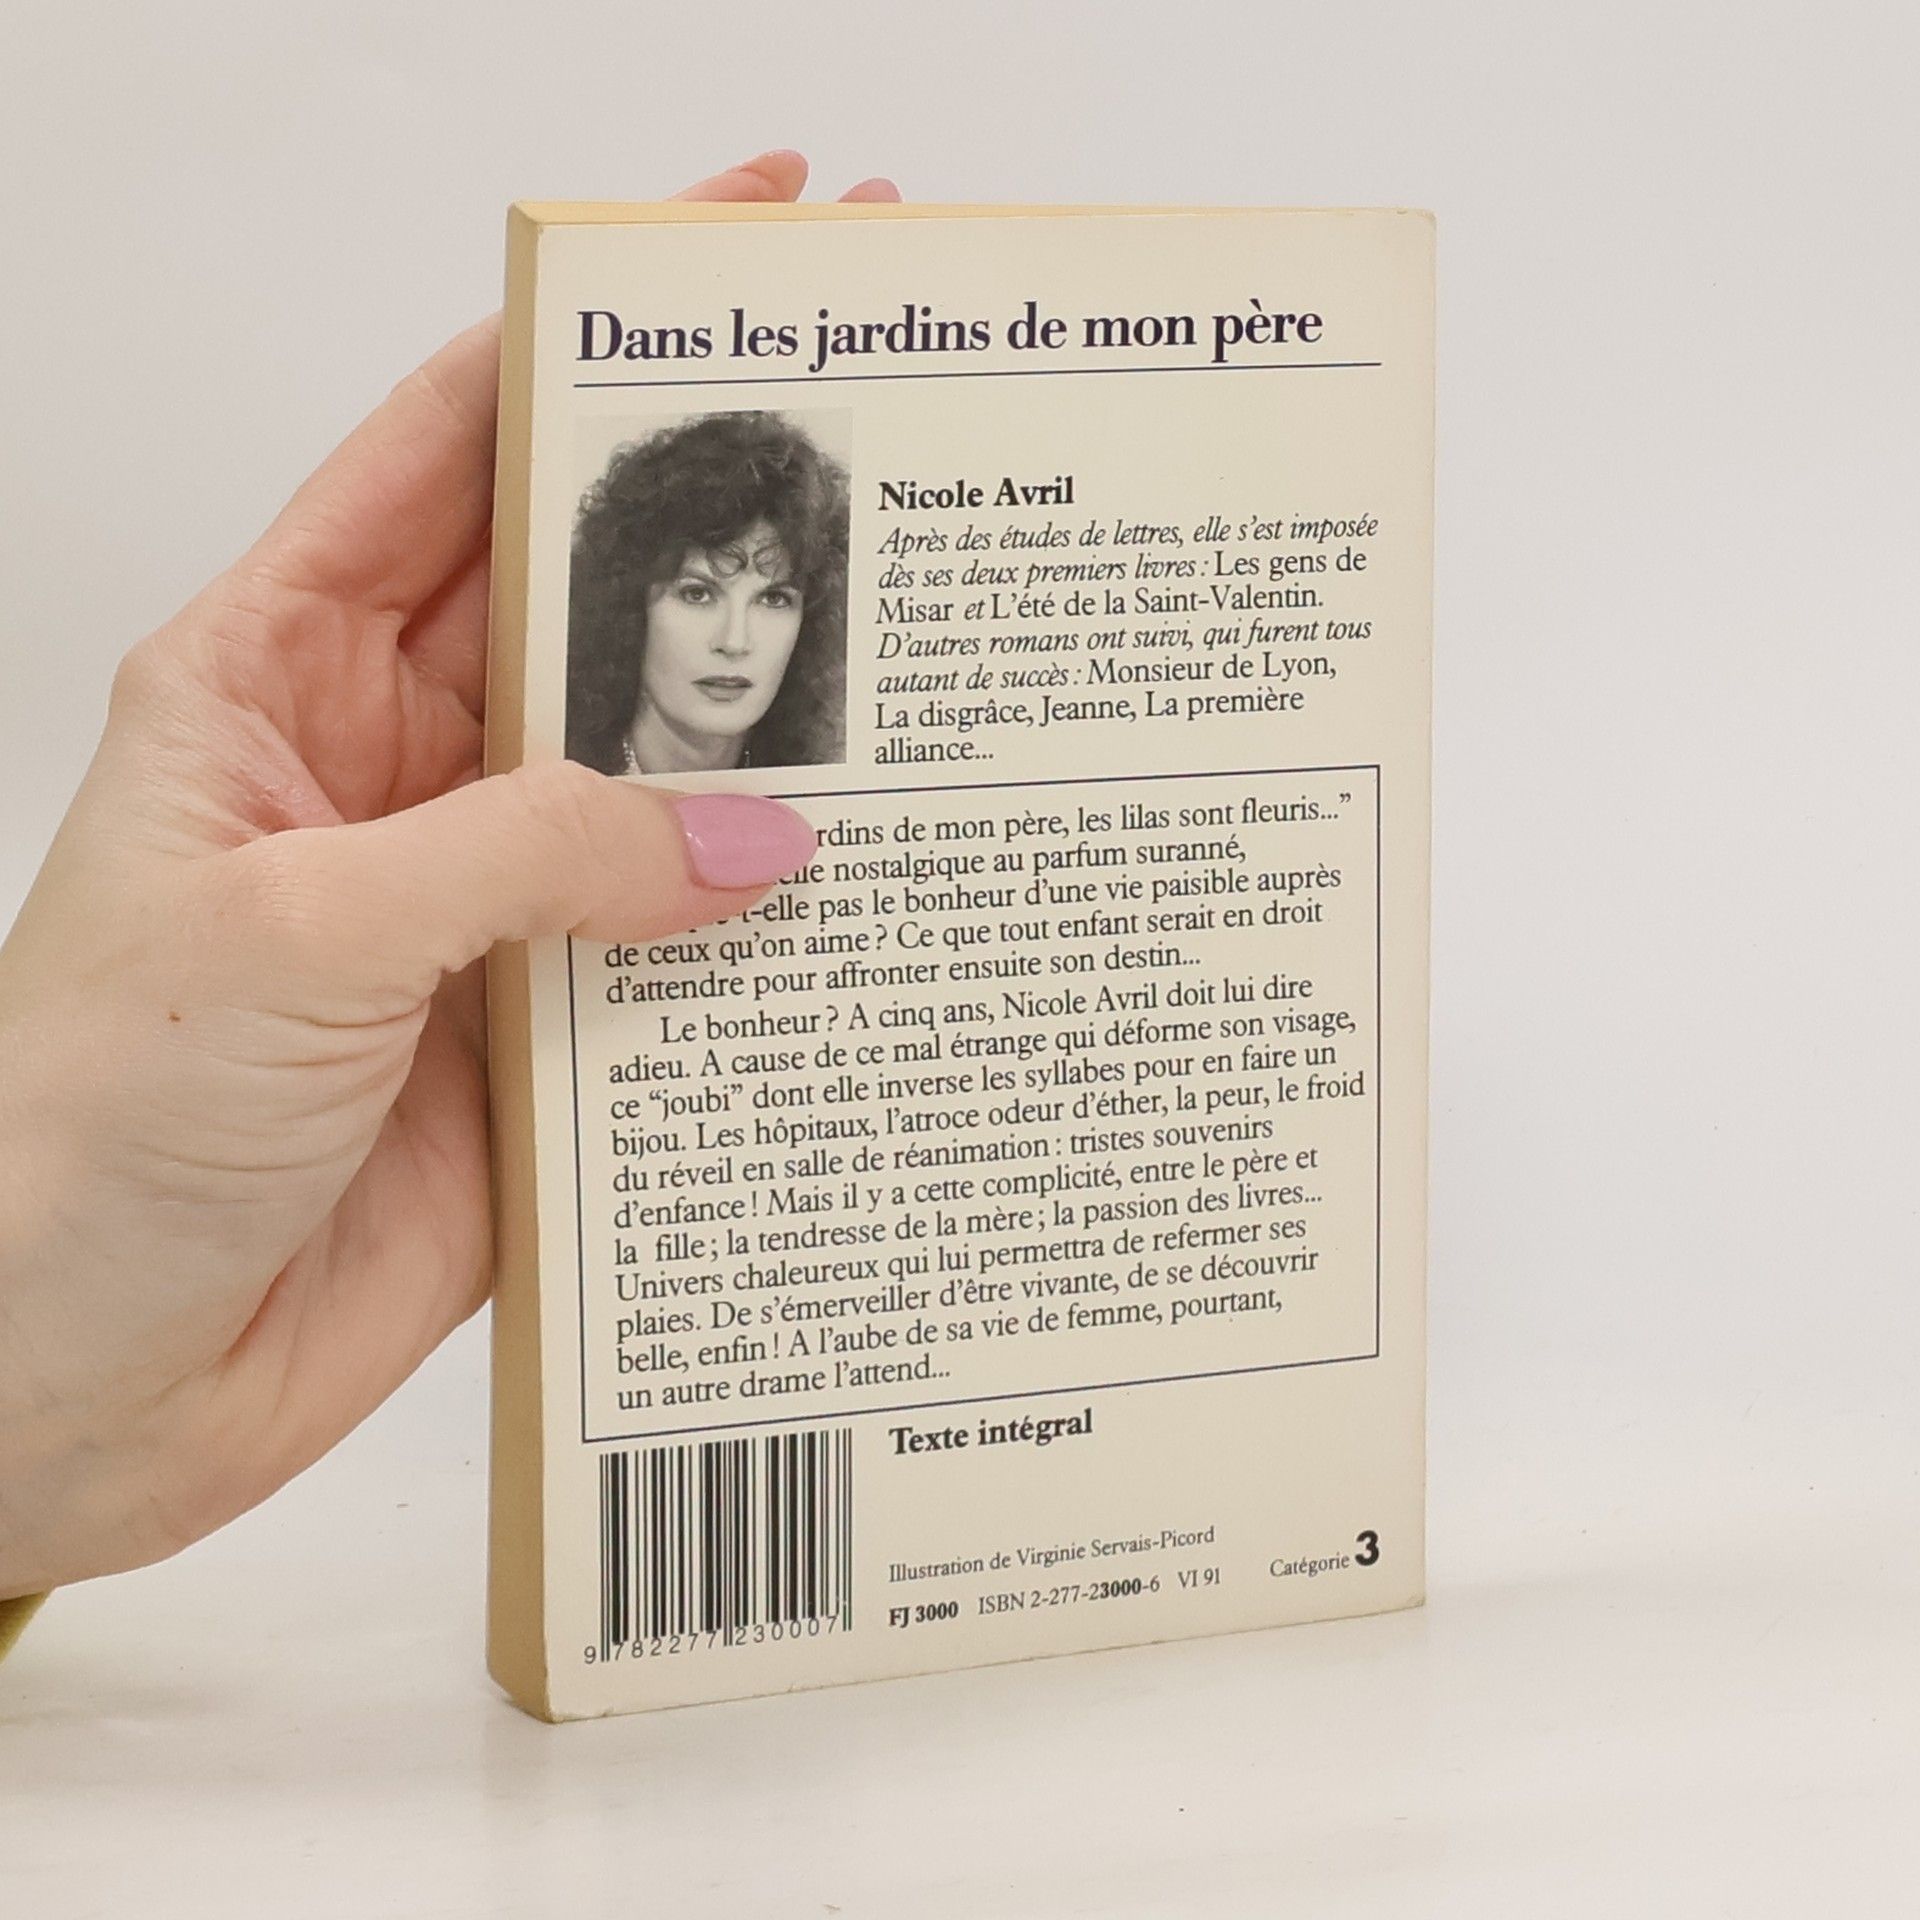 Dans les jardins de mon père
Nicole Avril
Après des études de lettres, elle s'est imposée
dès ses deux premiers livres : Les gens de
Misar et L'été de la Saint-Valentin.
D'autres romans ont suivi, qui furent tous
autant de succès : Monsieur de Lyon,
La disgrâce, Jeanne, La première
alliance...
de mon père, les lilas sont fleuris..."
nostalgique au parfum suranné,
t-elle pas le bonheur d'une vie paisible auprès
de ceux qu'on aime ? Ce que tout enfant serait en droit
d'attendre pour affronter ensuite son destin...
Le bonheur ? A cinq ans, Nicole Avril doit lui dire
adieu. A cause de ce mal étrange qui déforme son visage,
ce "joubi" dont elle inverse les syllabes pour en faire un
bijou. Les hôpitaux, l'atroce odeur d'éther, la peur, le froid
du réveil en salle de réanimation : tristes souvenirs
d'enfance ! Mais il y a cette complicité, entre le père et
la fille ; la tendresse de la mère ; la passion des livres...
Univers chaleureux qui lui permettra de refermer ses
plaies. De s'émerveiller d'être vivante, de se découvrir
belle, enfin ! A l'aube de sa vie de femme, pourtant,
un autre drame l'attend...
Texte intégral
Illustration de Virginie Servais-Picord
FJ 3000 ISBN 2-277-23000-6 VI 91 Catégorie 3
9 782277 230007